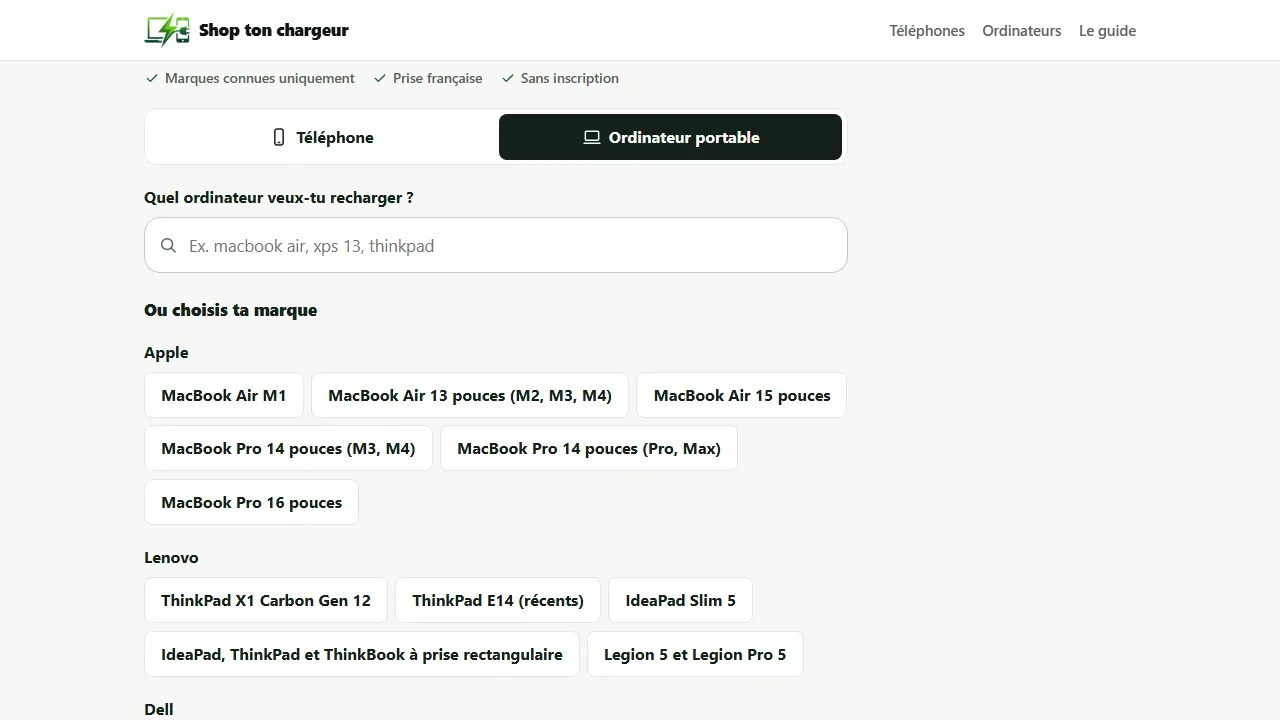 Shop ton chargeur
Téléphones Ordinateurs Le guide
Marques connues uniquement Prise française Sans inscription
Téléphone Ordinateur portable
Quel ordinateur veux-tu recharger ?
Ex. macbook air, xps 13, thinkpad
Ou choisis ta marque
Apple
MacBook Air M1 MacBook Air 13 pouces (M2, M3, M4) MacBook Air 15 pouces
MacBook Pro 14 pouces (M3, M4) MacBook Pro 14 pouces (Pro, Max)
MacBook Pro 16 pouces
Lenovo
ThinkPad X1 Carbon Gen 12 ThinkPad E14 (récents) IdeaPad Slim 5
IdeaPad, ThinkPad et ThinkBook à prise rectangulaire Legion 5 et Legion Pro 5
Dell